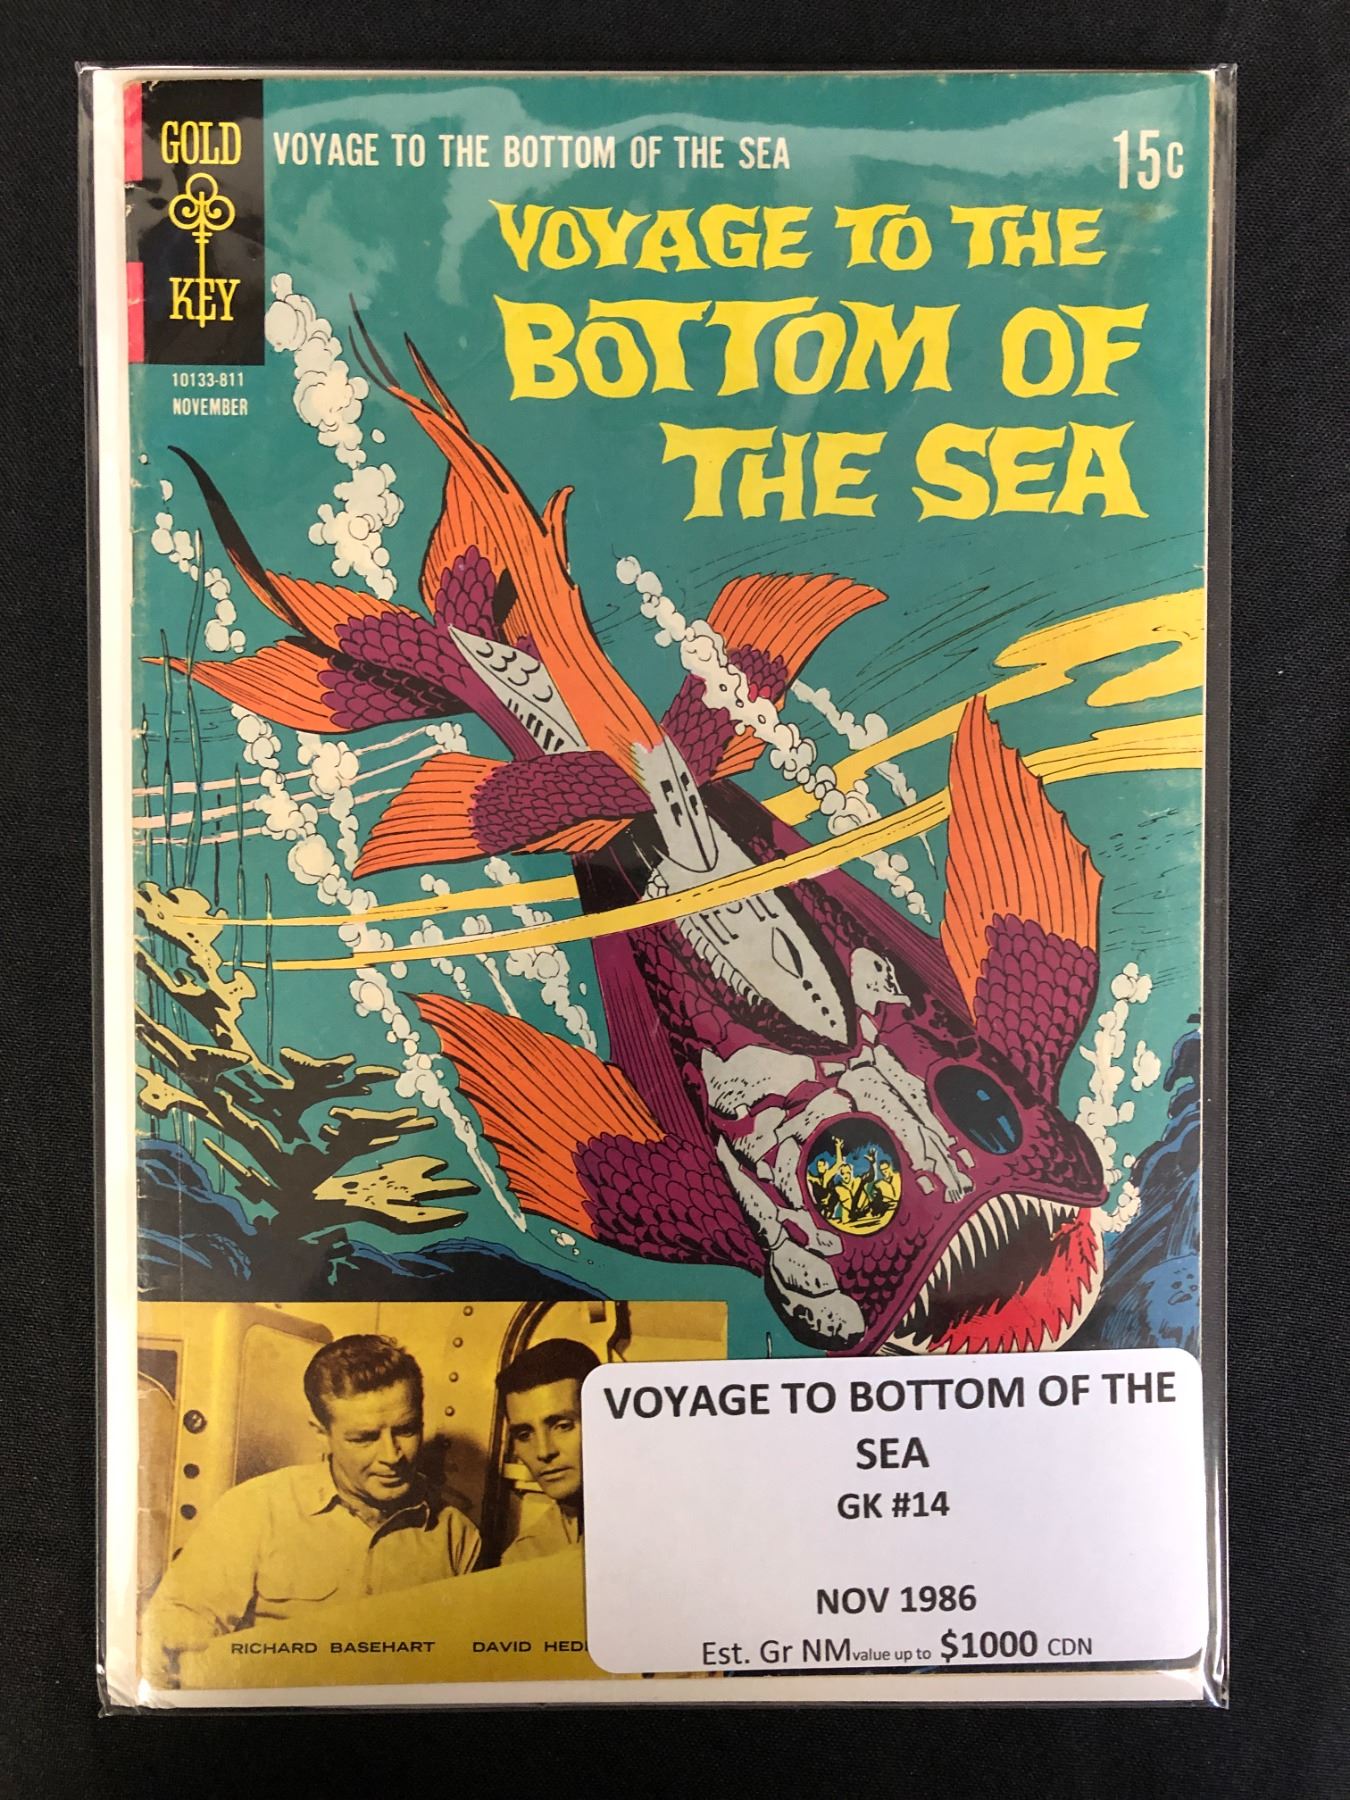 GOLD
KEY
VOYAGE TO THE BOTTOM OF THE SEA
15c
VOYAGE TO THE
BOTTOM OF
THE SEA
10133-811
NOVEMBER
RICHARD BASEHART DAVID HEDI
VOYAGE TO BOTTOM OF THE
SEA
GK #14
NOV 1986
Est. Gr NM value up to $1000 CDN